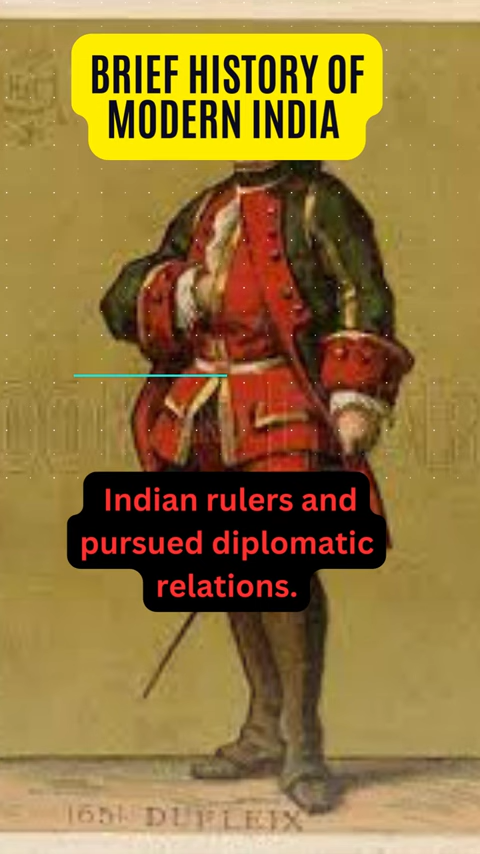 BRIEF HISTORY OF
MODERN INDIA
Indian rulers and
pursued diplomatic
relations.
DUPLEIX